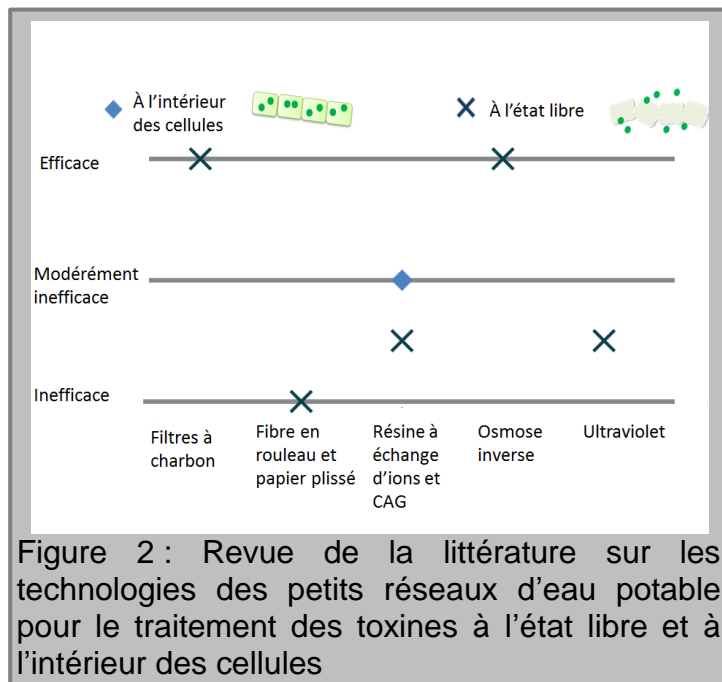 À l’intérieur
des cellules
À l’état libre
Efficace
Modérément
inefficace
Inefficace
Filtres à
charbon
Fibre en
rouleau et
papier plissé
Résine à
échange
d’ions et
CAG
Osmose
inverse
Ultraviolet
Figure 2 : Revue de la littérature sur les
technologies des petits réseaux d’eau potable
pour le traitement des toxines à l’état libre et à
l’intérieur des cellules